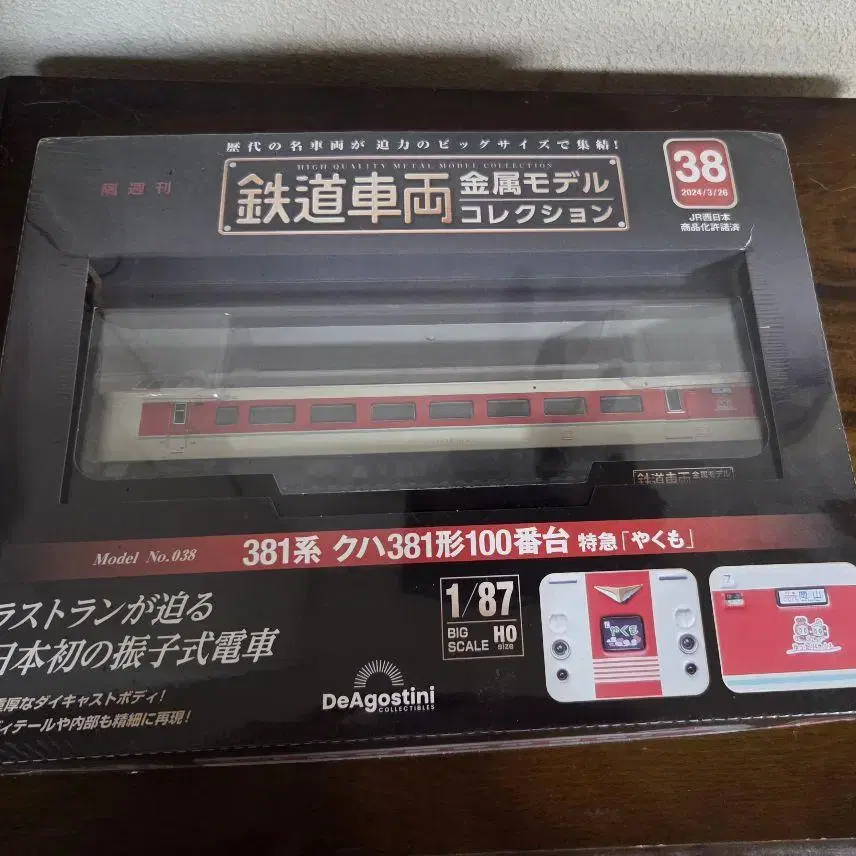 歴代の名車両が 迫力のビッグサイズで集結!
HIGH QUALITY METAL MODEL COLLECTION
隔週刊
鉄道車両 金属モデル
コレクション
38
2024/3/26
JR西日本
商品化許諾済
鉄道車両 金属モデル
Model No.038
381系 クハ381形100番台 特急「やくも」
ラストランが迫る
日本初の振子式電車
重厚なダイキャストボディ!
ディテールや内部も精細に再現!
1/87
BIG SCALE
HO size
DeAgostini
COLLECTIBLES
やくも
7
岡山